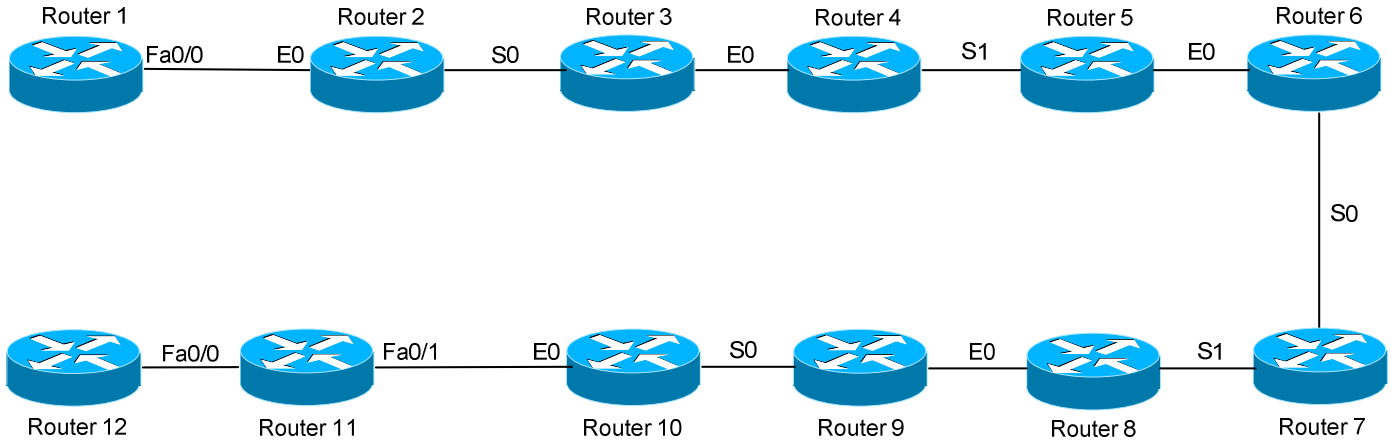 Router 1
Router 2
Router 3
Router 4
Router 5
Router 6
Fa0/0
E0
S0
E0
S1
E0
S0
Fa0/0
Fa0/1
E0
S0
E0
S1
Router 12
Router 11
Router 10
Router 9
Router 8
Router 7